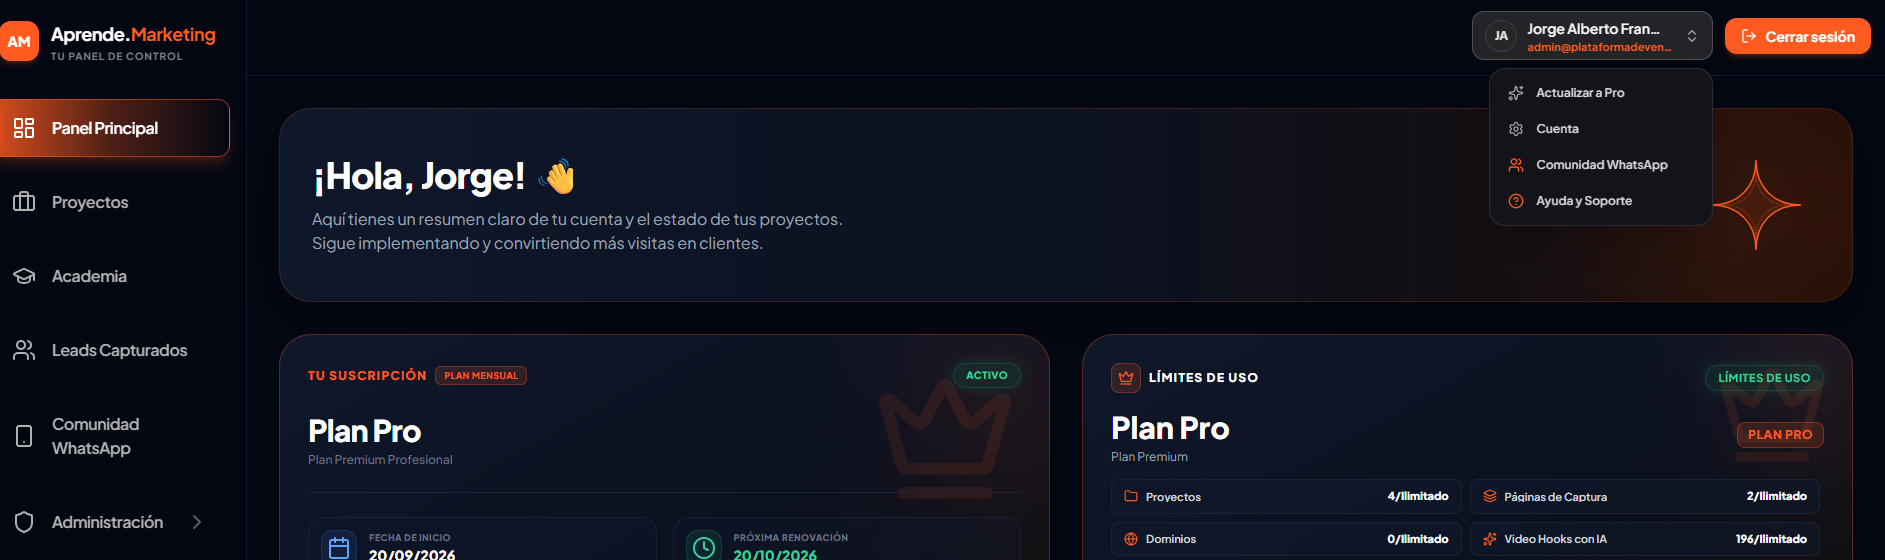 AM
Aprende.Marketing
TU PANEL DE CONTROL
Panel Principal
Proyectos
Academia
Leads Capturados
Comunidad
WhatsApp
Administración
JA
Jorge Alberto Fran...
admin@plataformadeven...
Cerrar sesión
Actualizar a Pro
Cuenta
Comunidad WhatsApp
Ayuda y Soporte
¡Hola, Jorge! 👋
Aquí tienes un resumen claro de tu cuenta y el estado de tus proyectos.
Sigue implementando y convirtiendo más visitas en clientes.
TU SUSCRIPCIÓN
PLAN MENSUAL
ACTIVO
Plan Pro
Plan Premium Profesional
FECHA DE INICIO
20/09/2026
PRÓXIMA RENOVACIÓN
20/10/2026
LÍMITES DE USO
LÍMITES DE USO
Plan Pro
PLAN PRO
Plan Premium
Proyectos
4/Ilimitado
Páginas de Captura
2/Ilimitado
Dominios
0/Ilimitado
Video Hooks con IA
196/Ilimitado